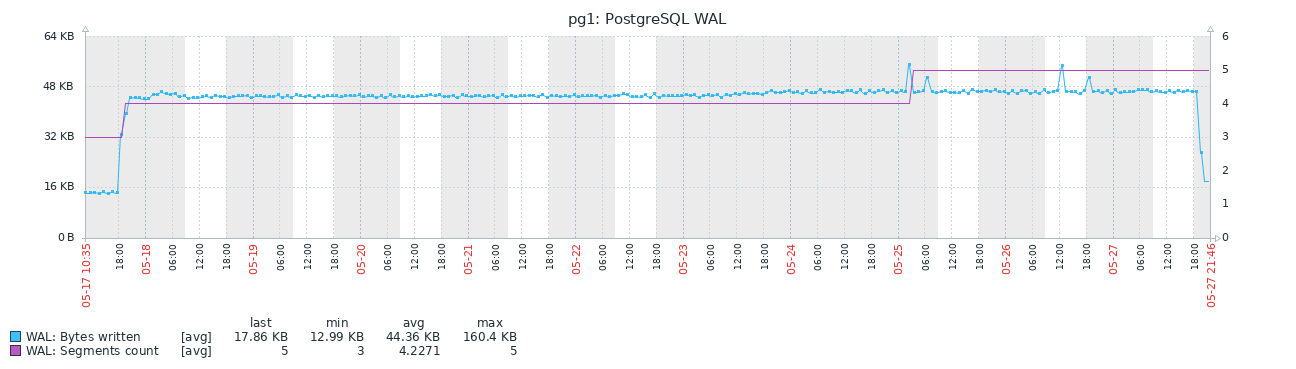 pg1: PostgreSQL WAL
64 KB
48 KB
32 KB
16 KB
0 B
6
5
4
3
2
1
0
05-17 10:35 18:00 05-18 06:00 12:00 18:00 05-19 06:00 12:00 18:00 05-20 06:00 12:00 18:00 05-21 06:00 12:00 18:00 05-22 06:00 12:00 18:00 05-23 06:00 12:00 18:00 05-24 06:00 12:00 18:00 05-25 06:00 12:00 18:00 05-26 06:00 12:00 18:00 05-27 06:00 12:00 18:00 05-27 21:46
last min avg max
WAL: Bytes written [avg] 17.86 KB 12.99 KB 44.36 KB 160.4 KB
WAL: Segments count [avg] 5 3 4.2271 5